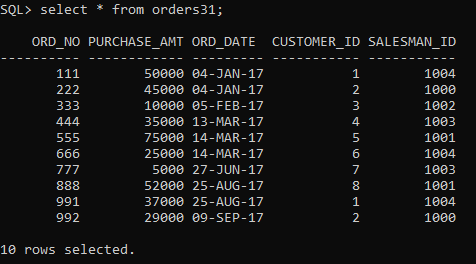 SQL> select * from orders31;
ORD_NO PURCHASE_AMT ORD_DATE CUSTOMER_ID SALESMAN_ID
---------- ------------ --------- ----------- -----------
111 50000 04-JAN-17 1 1004
222 45000 04-JAN-17 2 1000
333 10000 05-FEB-17 3 1002
444 35000 13-MAR-17 4 1003
555 75000 14-MAR-17 5 1001
666 25000 14-MAR-17 6 1004
777 5000 27-JUN-17 7 1003
888 52000 25-AUG-17 8 1001
991 37000 25-AUG-17 1 1004
992 29000 09-SEP-17 2 1000
10 rows selected.